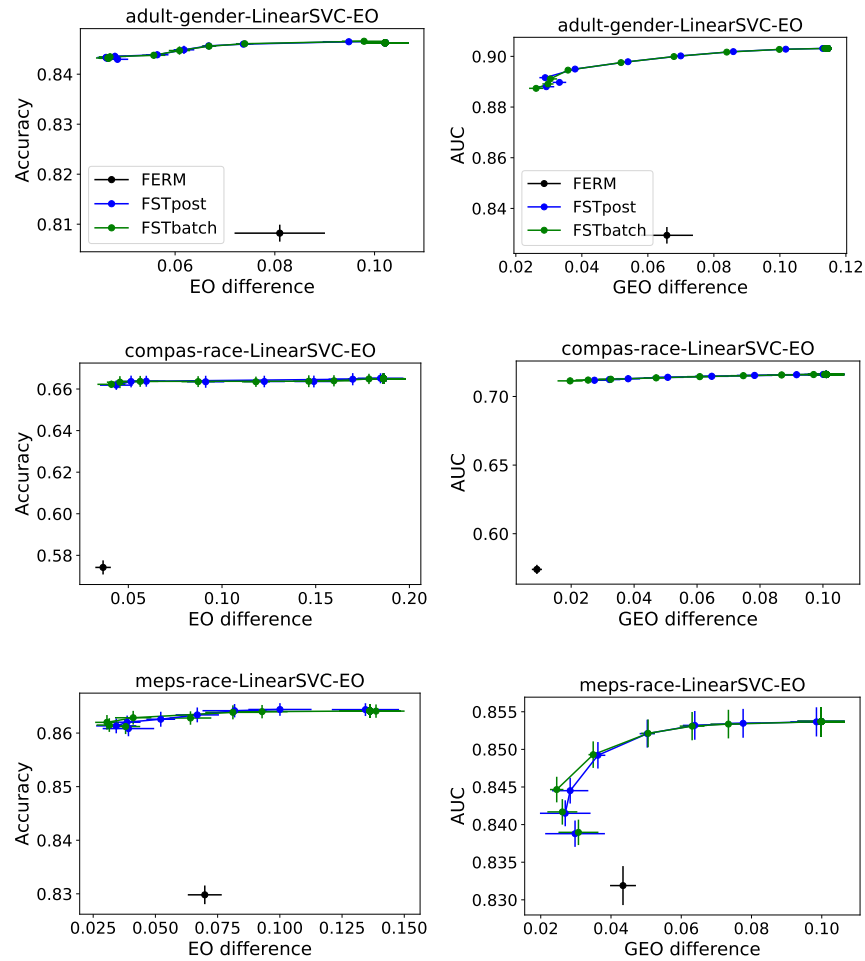 adult-gender-LinearSVC-EO
Accuracy
0.84
0.83
0.82
0.81
FERM
FSTpost
FSTbatch
0.06
0.08
0.10
EO difference
adult-gender-LinearSVC-EO
AUC
0.90
0.88
0.86
0.84
FERM
FSTpost
FSTbatch
0.02
0.04
0.06
0.08
0.10
0.12
GEO difference
compas-race-LinearSVC-EO
Accuracy
0.66
0.64
0.62
0.60
0.58
0.05
0.10
0.15
0.20
EO difference
compas-race-LinearSVC-EO
AUC
0.70
0.65
0.60
0.02
0.04
0.06
0.08
0.10
GEO difference
meps-race-LinearSVC-EO
Accuracy
0.86
0.85
0.84
0.83
0.025
0.050
0.075
0.100
0.125
0.150
EO difference
meps-race-LinearSVC-EO
AUC
0.855
0.850
0.845
0.840
0.835
0.830
0.02
0.04
0.06
0.08
0.10
GEO difference